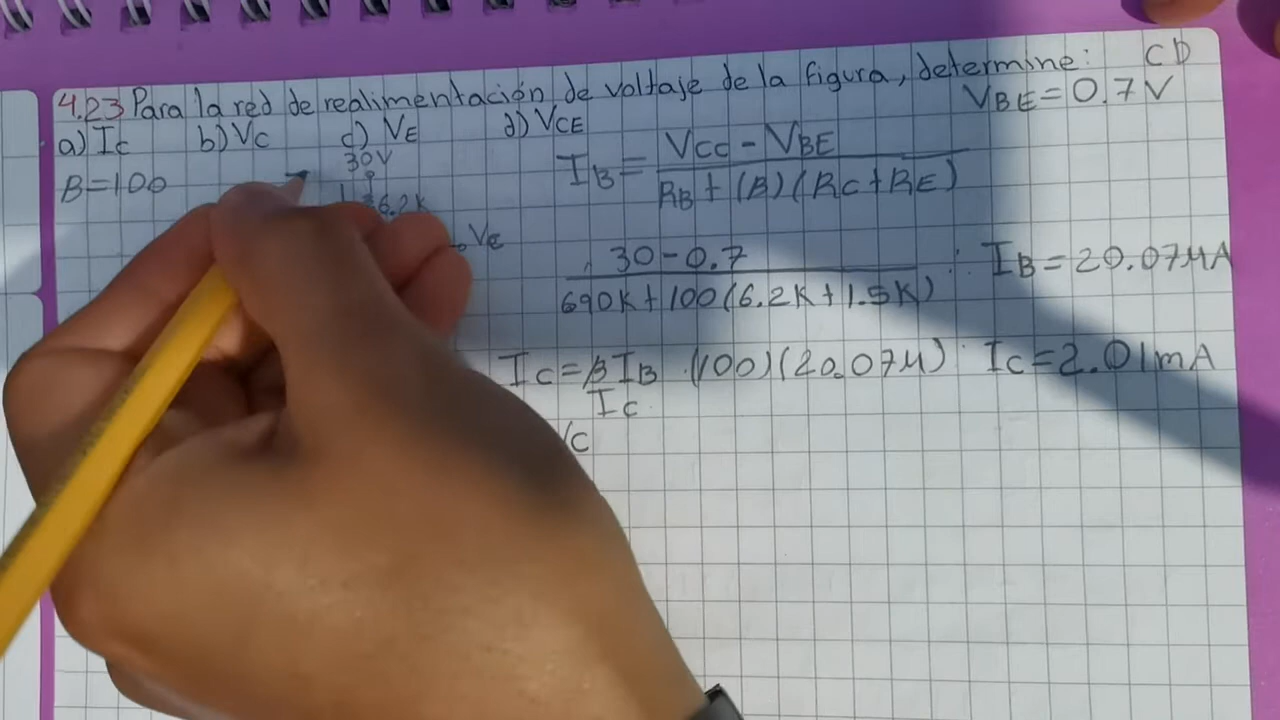 4.23 Para la red de realimentación de voltaje de la figura, determine: CD
a) Ic b) Vc c) VE d) VCE VBE=0.7V
B=100
30V
6.2K
Vc
IB = Vcc - VBE / RB + (B)(Rc+RE)
30-0.7 / 690K+100(6.2K+1.5K) ∴ IB=20.07μA
Ic=βIB (100)(20.07μ) Ic=2.01mA
Ic